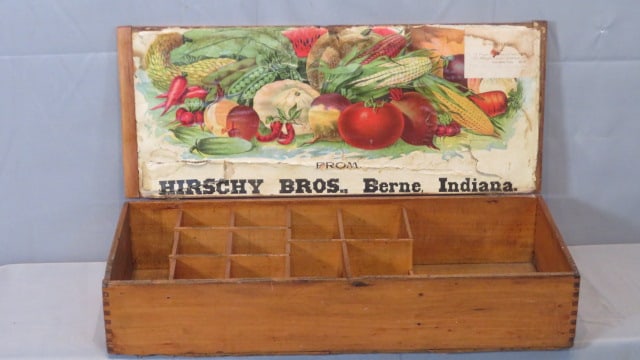 FROM
HIRSCHY BROS., Berne, Indiana.